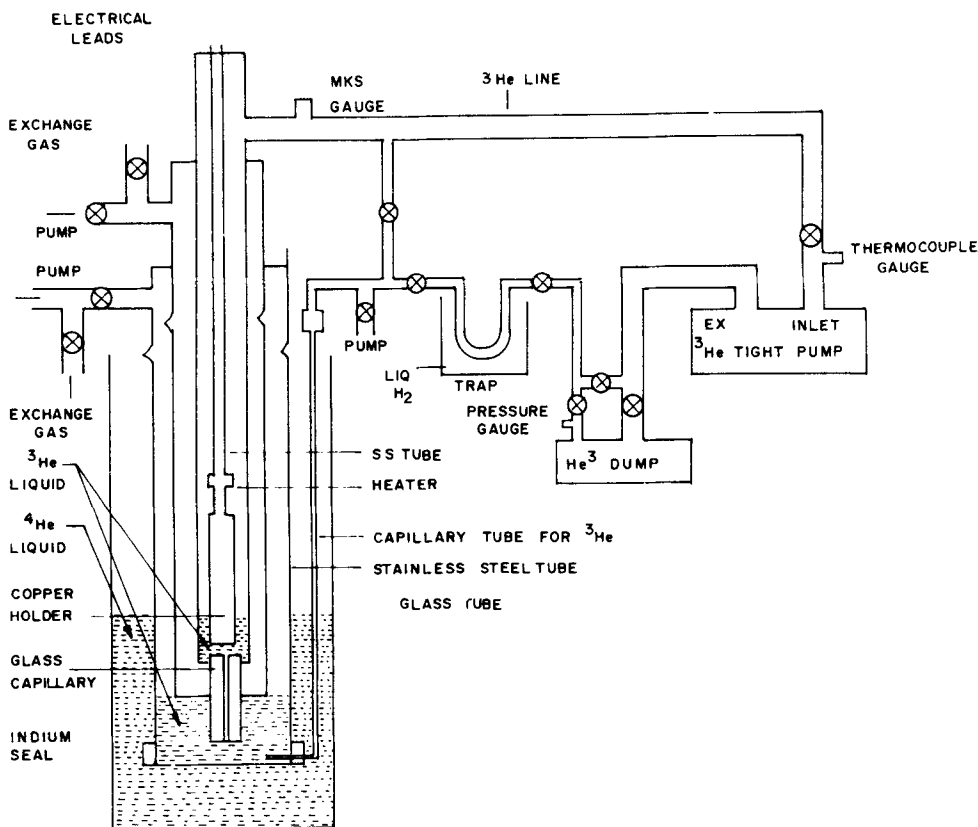 ELECTRICAL
LEADS
MKS
GAUGE
³He LINE
EXCHANGE
GAS
PUMP
PUMP
THERMOCOUPLE
GAUGE
EX INLET
³He TIGHT PUMP
PUMP
LIQ
H₂
TRAP
PRESSURE
GAUGE
He³ DUMP
EXCHANGE
GAS
³He
LIQUID
⁴He
LIQUID
COPPER
HOLDER
GLASS
CAPILLARY
INDIUM
SEAL
SS TUBE
HEATER
CAPILLARY TUBE FOR ³He
STAINLESS STEEL TUBE
GLASS TUBE